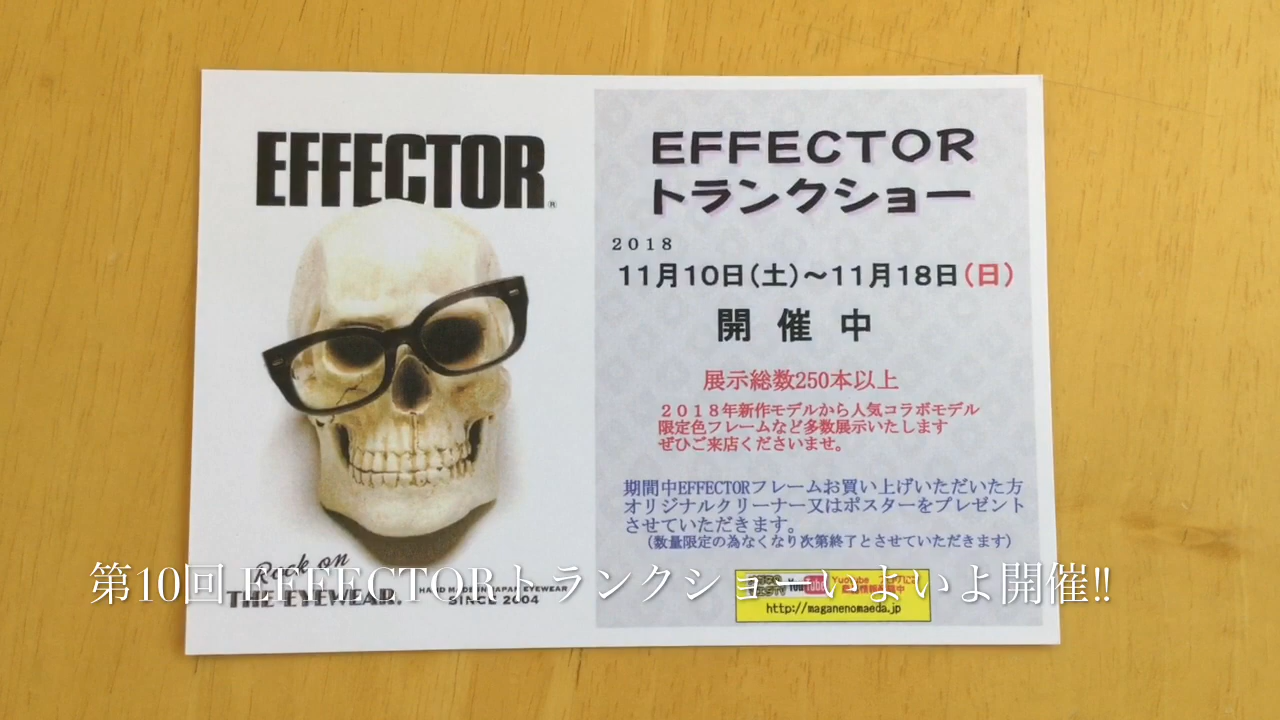 EFFECTOR®
Rock on
THE EYEWEAR.
HAND MADE IN JAPAN EYEWEAR
SINCE 2004
EFFECTOR
トランクショー
２０１８
11月10日(土)～11月18日(日)
開催中
展示総数250本以上
２０１８年新作モデルから人気コラボモデル
限定色フレームなど多数展示いたします
ぜひご来店くださいませ。
期間中EFFECTORフレームお買い上げいただいた方
オリジナルクリーナー又はポスターをプレゼント
させていただきます。
（数量限定の為なくなり次第終了とさせていただきます）
YouTube
http://maganenomaeda.jp
第10回 EFFECTORトランクショーいよいよ開催!!